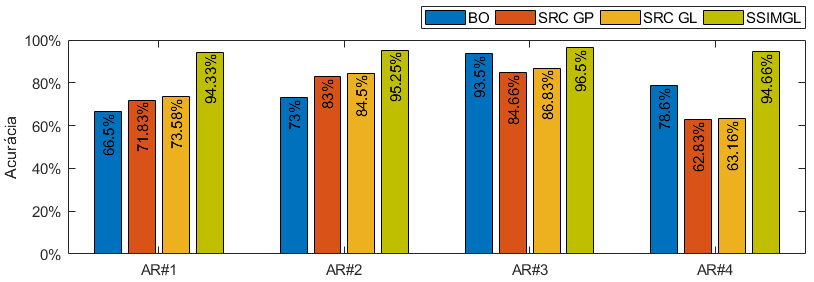 BO SRC GP SRC GL SSIMGL
100%
80%
60%
40%
20%
0%
Acurácia
66.5% 71.83% 73.58% 94.33%
73% 83% 84.5% 95.25%
93.5% 84.66% 86.83% 96.5%
78.6% 62.83% 63.16% 94.66%
AR#1 AR#2 AR#3 AR#4